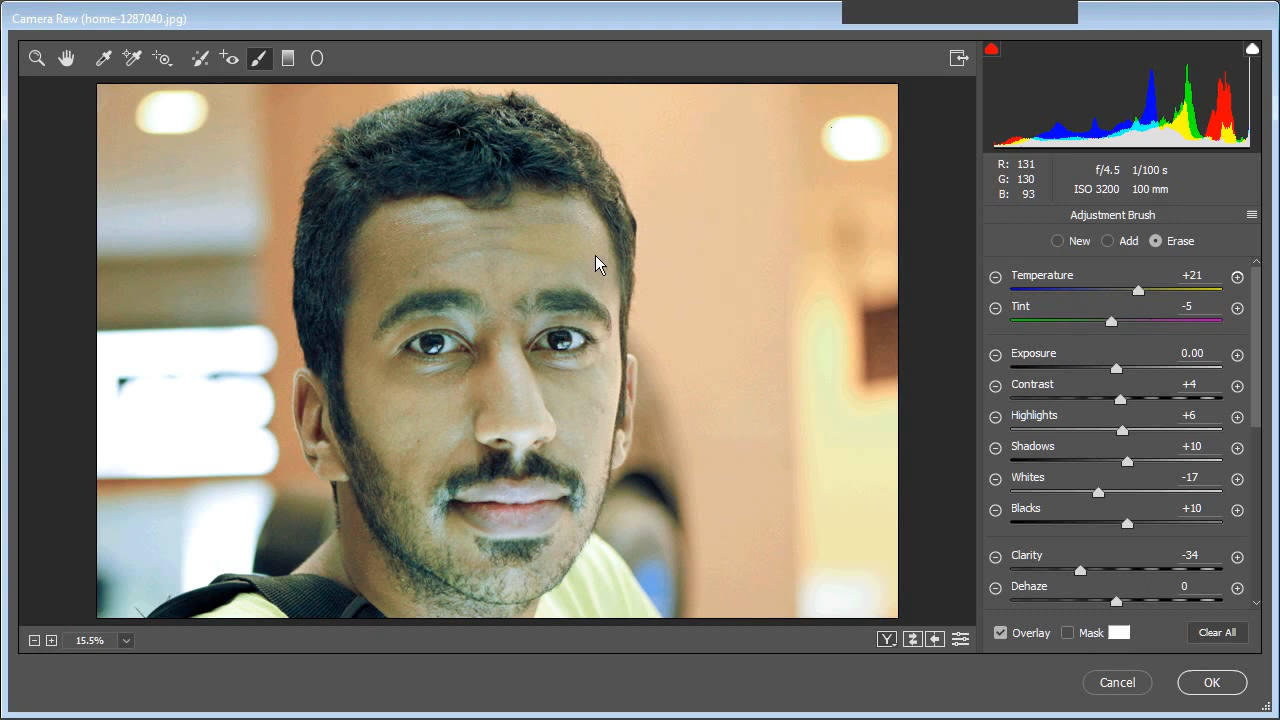 Camera Raw (home-1287040.jpg)
R: 131
G: 130
B: 93
f/4.5 1/100 s
ISO 3200 100 mm
Adjustment Brush
New Add Erase
Temperature +21
Tint -5
Exposure 0.00
Contrast +4
Highlights +6
Shadows +10
Whites -17
Blacks +10
Clarity -34
Dehaze 0
15.5% Y
Overlay Mask Clear All
Cancel OK